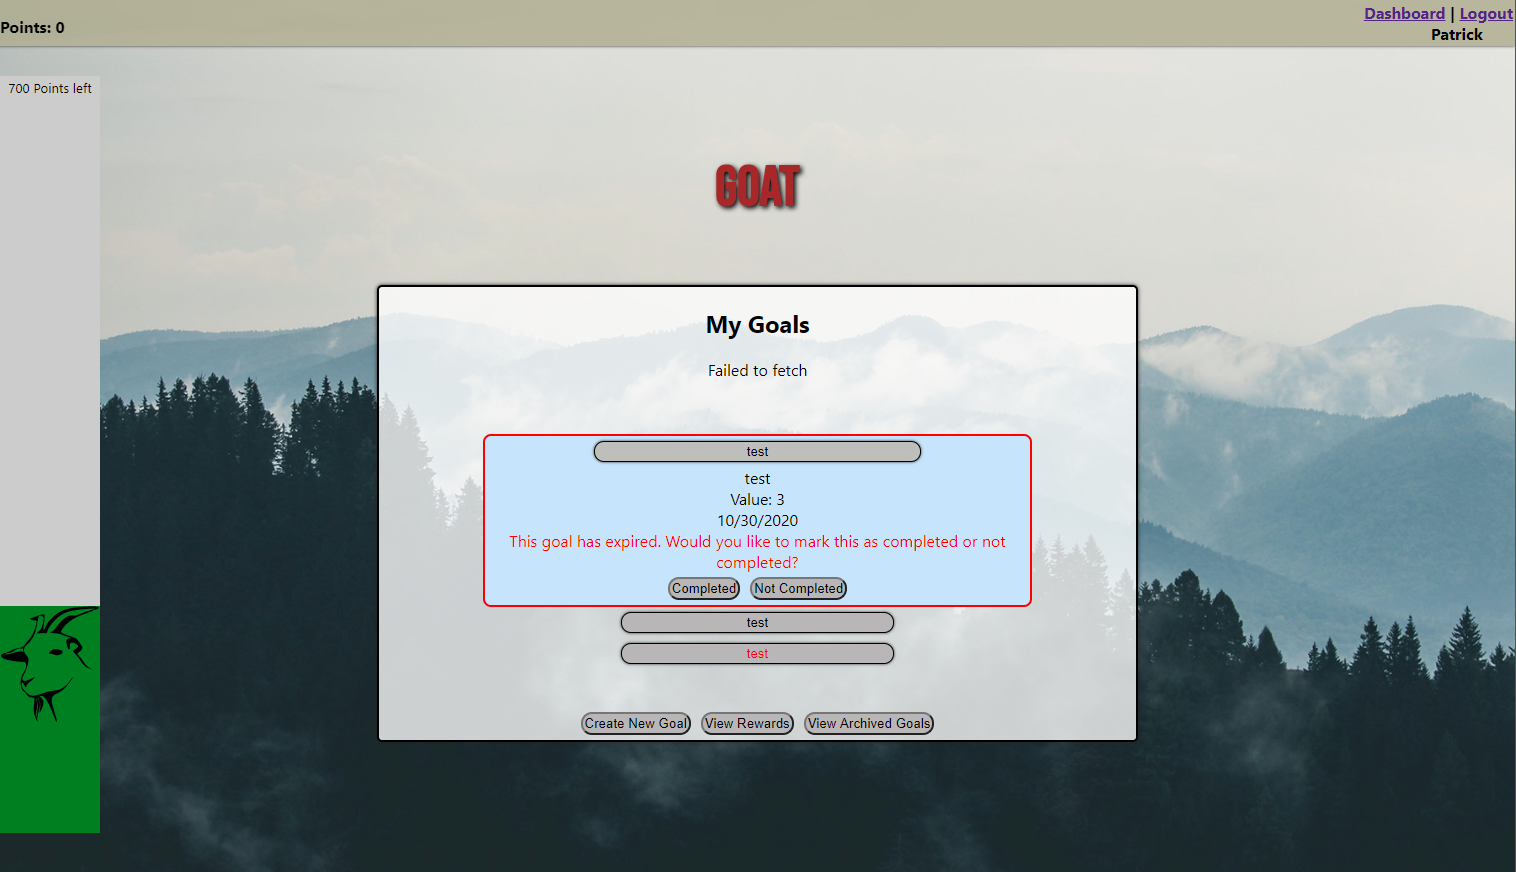 Points: 0
Dashboard | Logout
Patrick
700 Points left
GOAT
My Goals
Failed to fetch
test
test
Value: 3
10/30/2020
This goal has expired. Would you like to mark this as completed or not
completed?
Completed Not Completed
test
test
Create New Goal View Rewards View Archived Goals